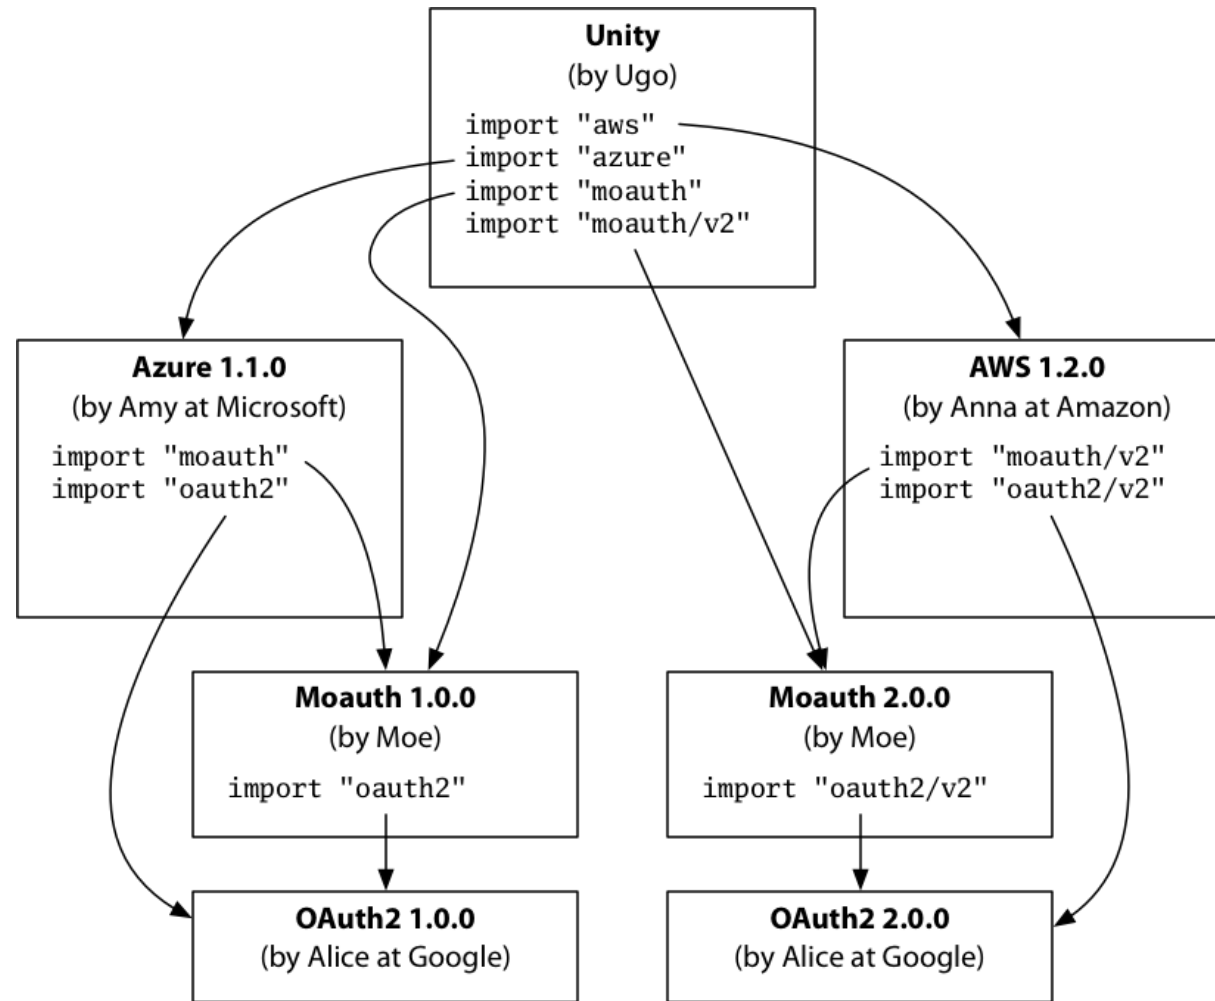 Unity
(by Ugo)
import "aws"
import "azure"
import "moauth"
import "moauth/v2"
Azure 1.1.0
(by Amy at Microsoft)
import "moauth"
import "oauth2"
AWS 1.2.0
(by Anna at Amazon)
import "moauth/v2"
import "oauth2/v2"
Moauth 1.0.0
(by Moe)
import "oauth2"
Moauth 2.0.0
(by Moe)
import "oauth2/v2"
OAuth2 1.0.0
(by Alice at Google)
OAuth2 2.0.0
(by Alice at Google)